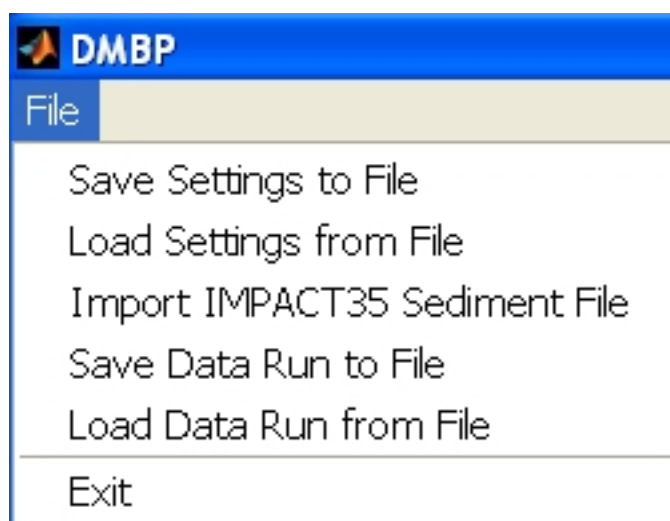 DMBP
File
Save Settings to File
Load Settings from File
Import IMPACT35 Sediment File
Save Data Run to File
Load Data Run from File
Exit